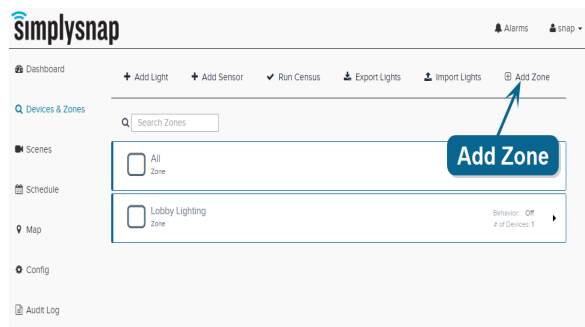 simplysnap
Alarms
snap
Dashboard
Add Light
Add Sensor
Run Census
Export Lights
Import Lights
Add Zone
Devices & Zones
Search Zones
Add Zone
Scenes
All
Zone
Schedule
Lobby Lighting
Zone
Behavior: Off
# of Devices: 1
Map
Config
Audit Log